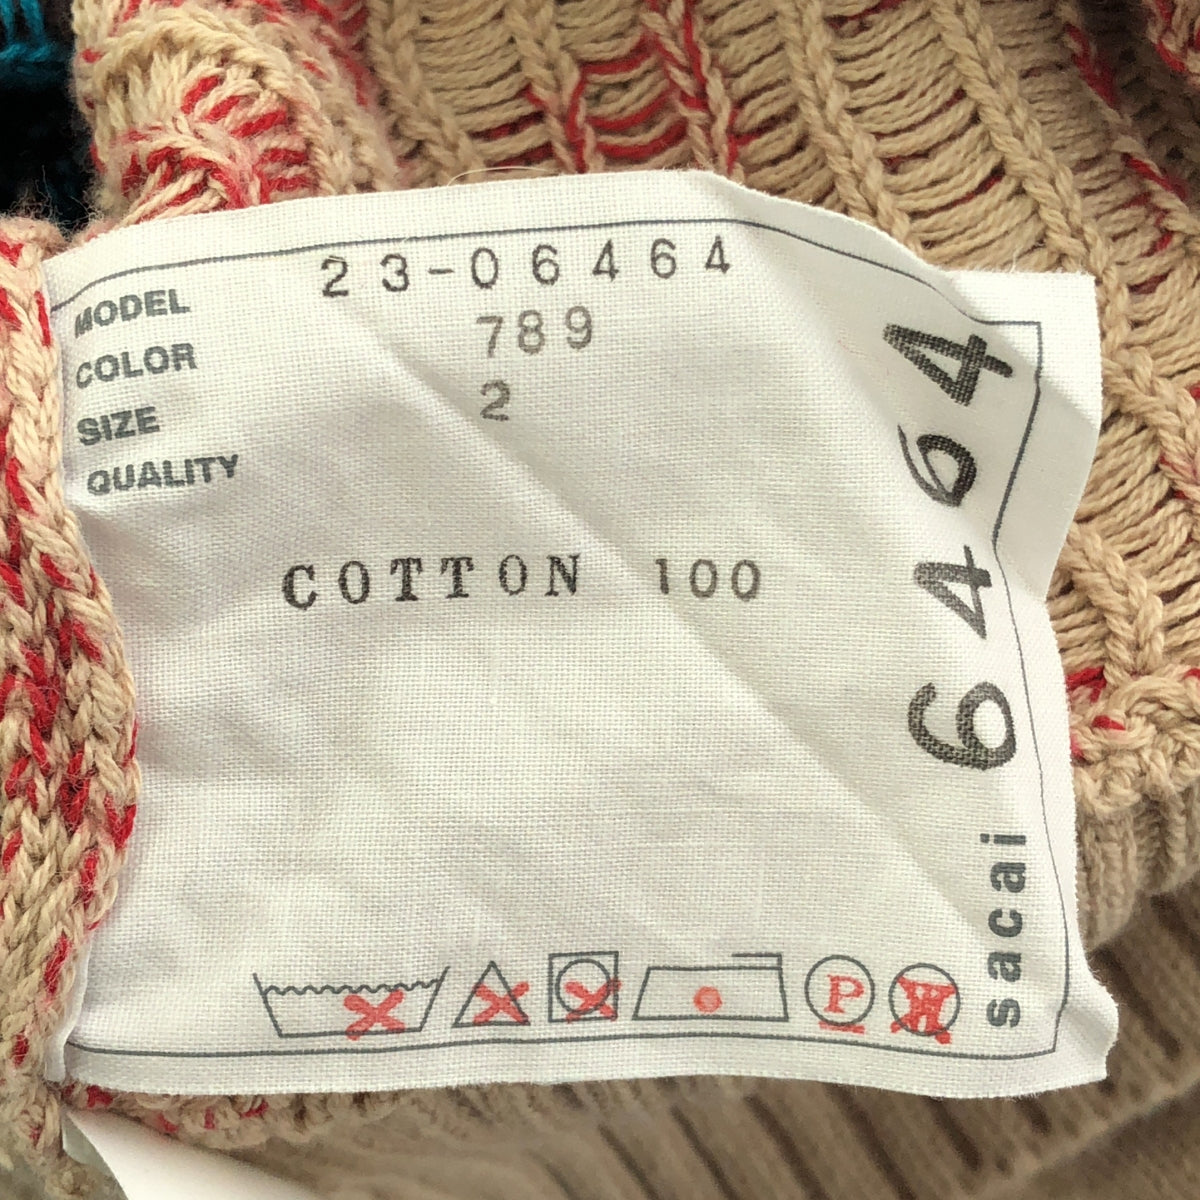 MODEL 23-06464
COLOR 789
SIZE 2
QUALITY
COTTON 100
P
W
sacai 6464